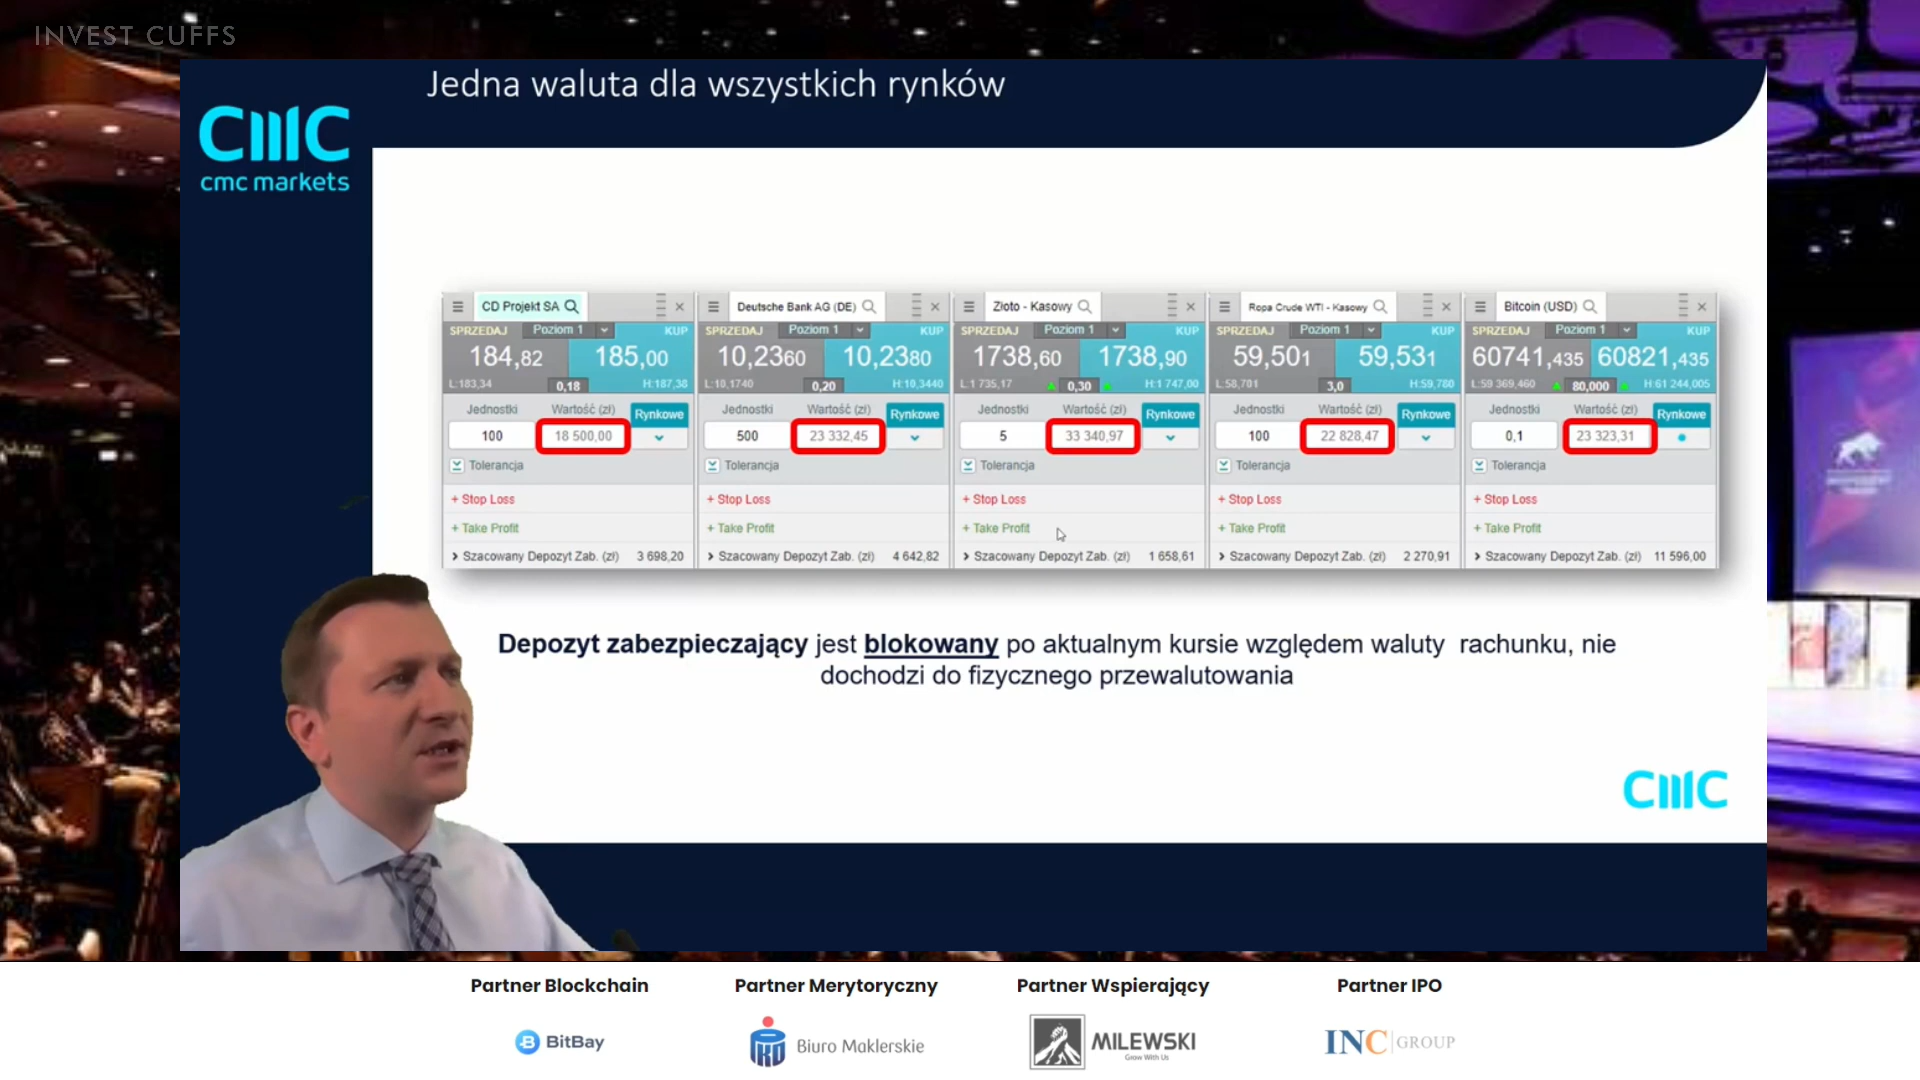 INVEST CUFFS
Jedna waluta dla wszystkich rynków
CMC
cmc markets
CD Projekt SA
SPRZEDAJ Poziom 1 KUP
184,82 185,00
L:183,34 0,18 H:187,38
Jednostki Wartość (zł) Rynkowe
100 18 500,00
Tolerancja
+ Stop Loss
+ Take Profit
Szacowany Depozyt Zab. (zł) 3 698,20
Deutsche Bank AG (DE)
SPRZEDAJ Poziom 1 KUP
10,2360 10,2380
L:10,1740 0,20 H:10,3440
Jednostki Wartość (zł) Rynkowe
500 23 332,45
Tolerancja
+ Stop Loss
+ Take Profit
Szacowany Depozyt Zab. (zł) 4 642,82
Złoto - Kasowy
SPRZEDAJ Poziom 1 KUP
1738,60 1738,90
L:1 735,17 0,30 H:1 747,00
Jednostki Wartość (zł) Rynkowe
5 33 340,97
Tolerancja
+ Stop Loss
+ Take Profit
Szacowany Depozyt Zab. (zł) 1 658,61
Ropa Crude WTI - Kasowy
SPRZEDAJ Poziom 1 KUP
59,501 59,531
L:58,701 3,0 H:59,760
Jednostki Wartość (zł) Rynkowe
100 22 828,47
Tolerancja
+ Stop Loss
+ Take Profit
Szacowany Depozyt Zab. (zł) 2 270,91
Bitcoin (USD)
SPRZEDAJ Poziom 1 KUP
60741,435 60821,435
L:59 369,460 80,000 H:61 244,005
Jednostki Wartość (zł) Rynkowe
0,1 23 323,31
Tolerancja
+ Stop Loss
+ Take Profit
Szacowany Depozyt Zab. (zł) 11 596,00
Depozyt zabezpieczający jest blokowany po aktualnym kursie względem waluty rachunku, nie
dochodzi do fizycznego przewalutowania
CMC
Partner Blockchain
BitBay
Partner Merytoryczny
PKO Biuro Maklerskie
Partner Wspierający
MILEWSKI
Grow With Us
Partner IPO
INC GROUP